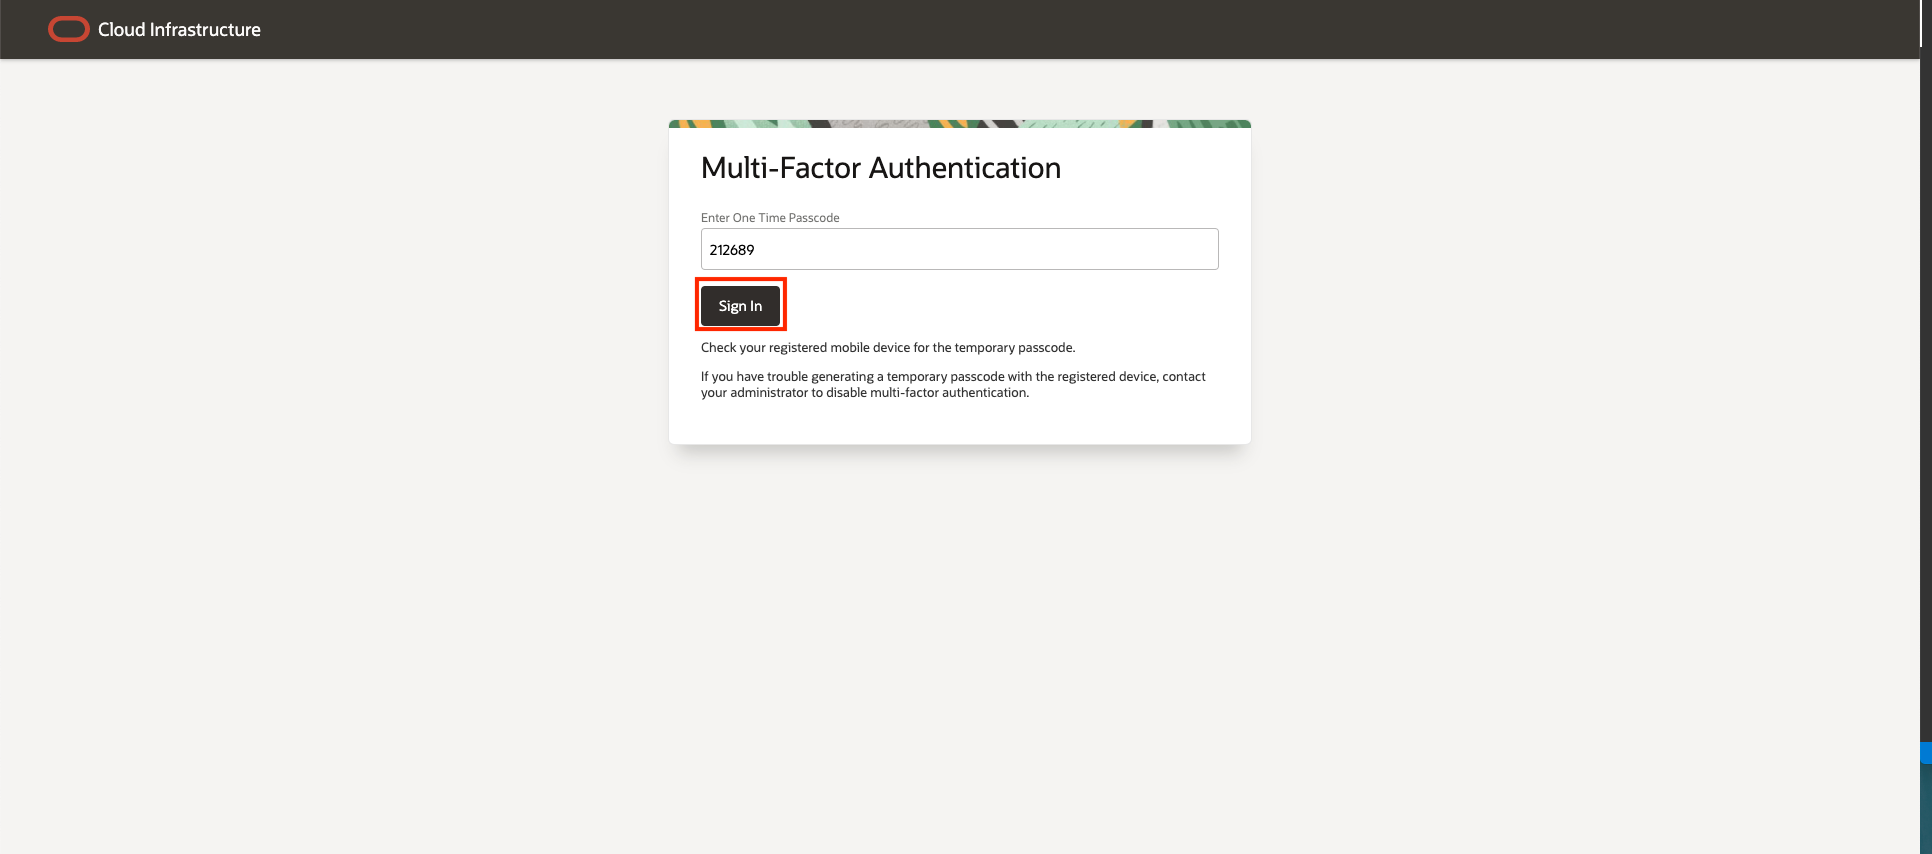 Cloud Infrastructure
Multi-Factor Authentication
Enter One Time Passcode
212689
Sign In
Check your registered mobile device for the temporary passcode.
If you have trouble generating a temporary passcode with the registered device, contact
your administrator to disable multi-factor authentication.